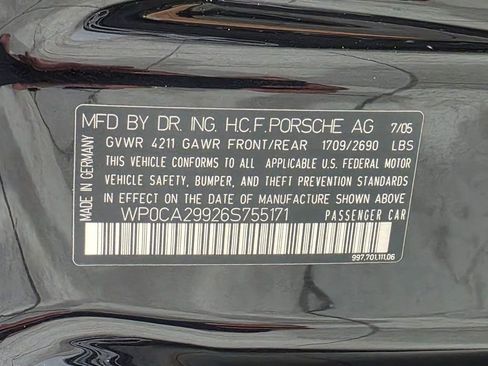 MFD BY DR. ING. H.C.F. PORSCHE AG 7/05
GVWR 4211 GAWR FRONT/REAR 1709/2690 LBS
THIS VEHICLE CONFORMS TO ALL APPLICABLE U.S. FEDERAL MOTOR
VEHICLE SAFETY, BUMPER, AND THEFT PREVENTION STANDARDS IN
EFFECT ON THE DATE OF MANUFACTURE SHOWN ABOVE
WP0CA29926S755171 PASSENGER CAR
997.701.111.06
MADE IN GERMANY